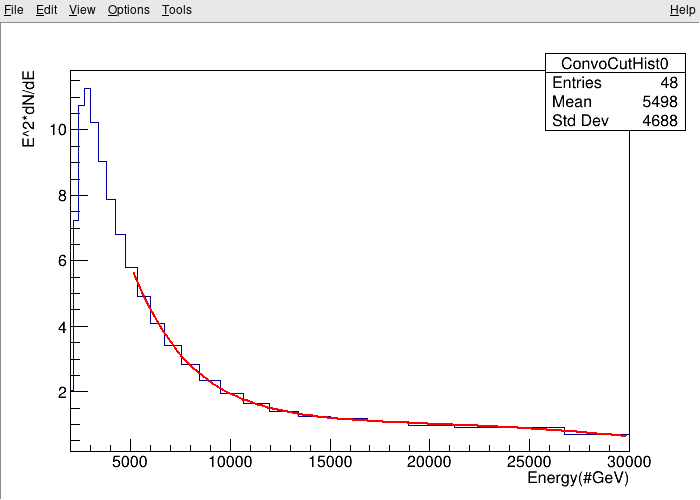 File Edit View Options Tools Help
ConvoCutHist0
Entries 48
Mean 5498
Std Dev 4688
E^2*dN/dE
10
8
6
4
2
5000 10000 15000 20000 25000 30000
Energy(#GeV)